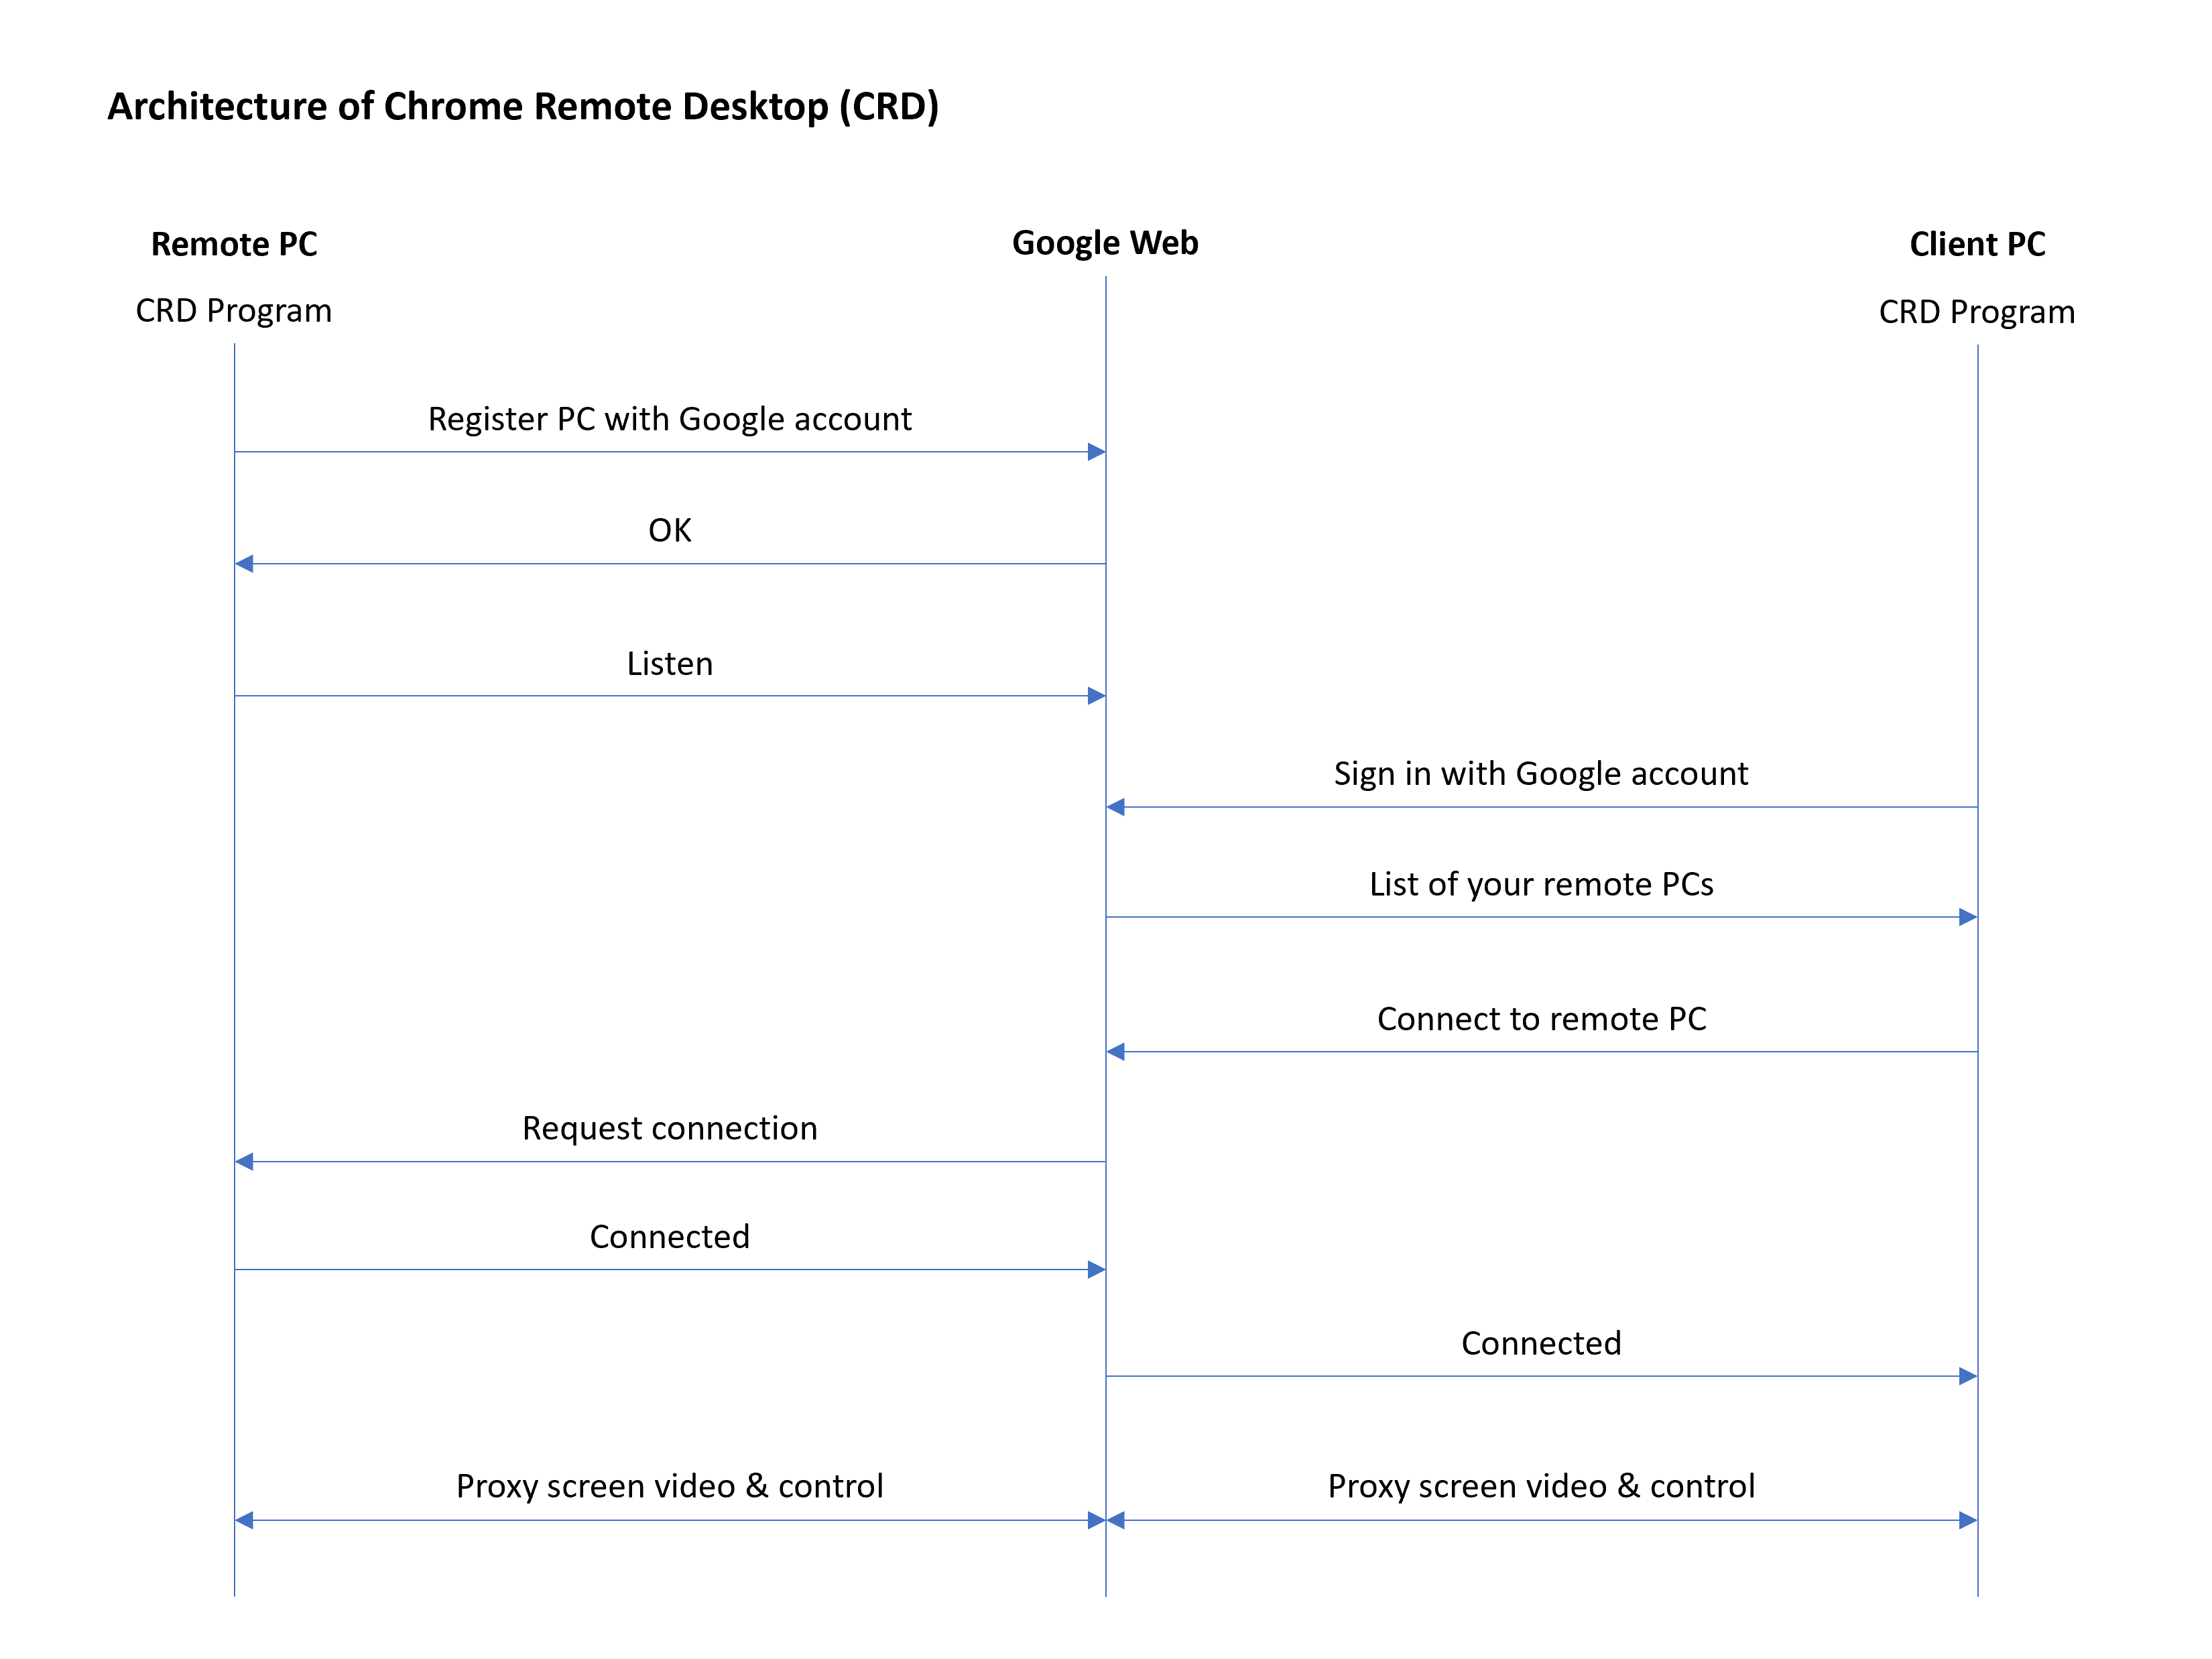 Architecture of Chrome Remote Desktop (CRD)
Remote PC
Google Web
Client PC
CRD Program
CRD Program
Register PC with Google account
OK
Listen
Sign in with Google account
List of your remote PCs
Connect to remote PC
Request connection
Connected
Connected
Proxy screen video & control
Proxy screen video & control